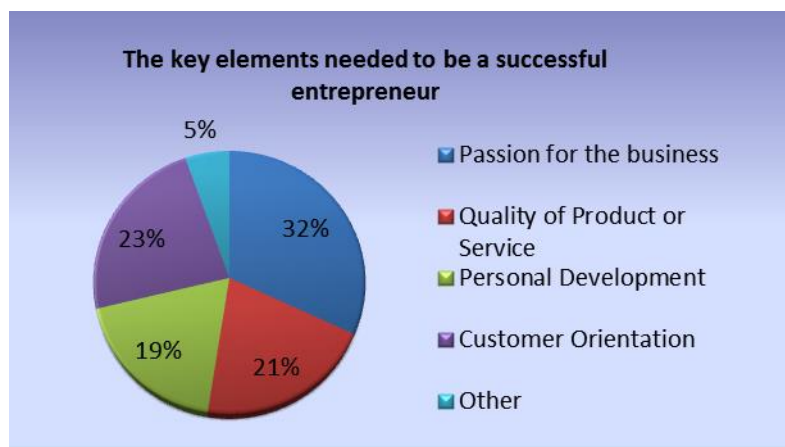 The key elements needed to be a successful
entrepreneur
5%
32%
23%
19%
21%
Passion for the business
Quality of Product or
Service
Personal Development
Customer Orientation
Other